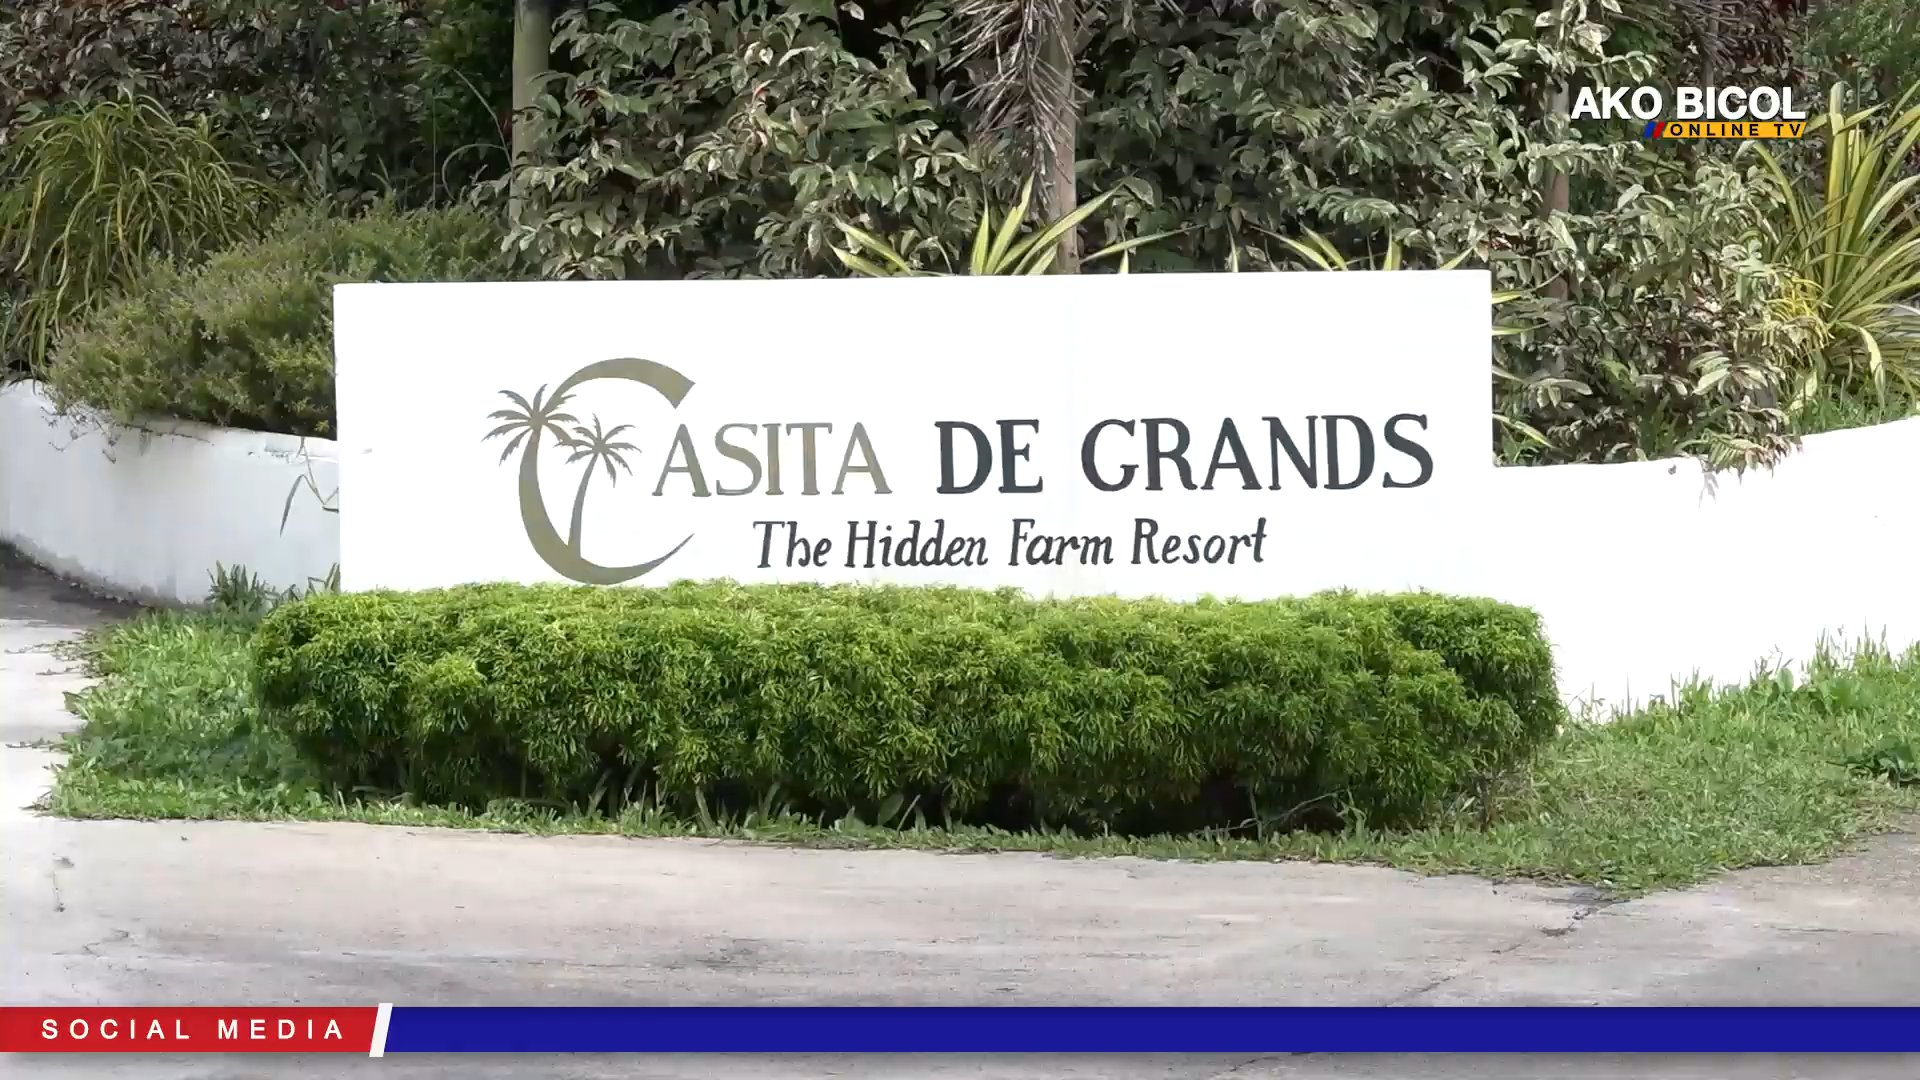 AKO BICOL
ONLINE TV
CASITA DE GRANDS
The Hidden Farm Resort
SOCIAL MEDIA